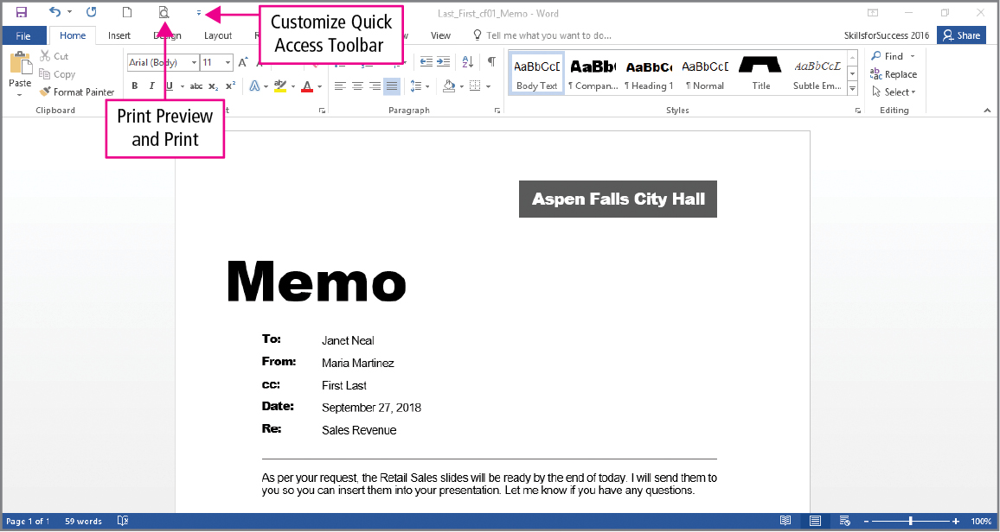 Last_First_cf01_Memo - Word
Customize Quick
Access Toolbar
File Home Insert Design Layout View Tell me what you want to do... SkillsforSuccess 2016 Share
Paste
Cut
Copy
Format Painter
Clipboard
Arial (Body) 11
B I U abc x₂ x²
Paragraph
AaBbCcD AaBb( AaBbCc AaBbCcD AaBbCcD
Body Text ¶ Compan... ¶ Heading 1 ¶ Normal Title Subtle Em...
Styles
Find
Replace
Select
Editing
Print Preview
and Print
Aspen Falls City Hall
Memo
To: Janet Neal
From: Maria Martinez
cc: First Last
Date: September 27, 2018
Re: Sales Revenue
As per your request, the Retail Sales slides will be ready by the end of today. I will send them to
you so you can insert them into your presentation. Let me know if you have any questions.
Page 1 of 1 59 words 100%